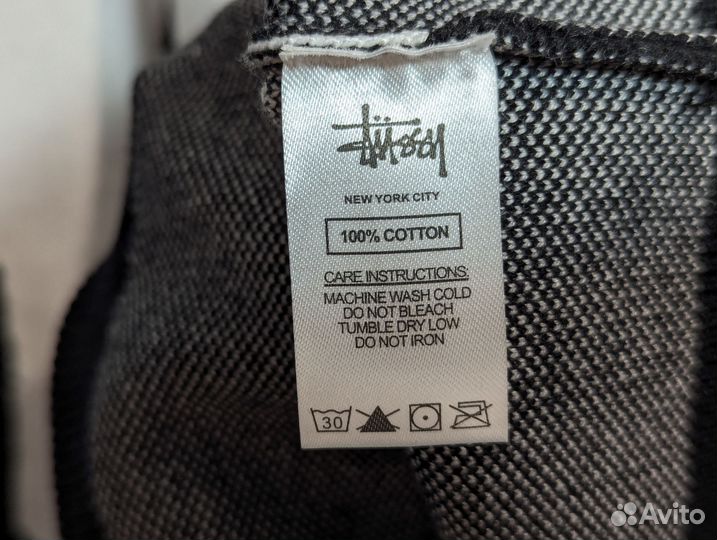 Stüssy
NEW YORK CITY
100% COTTON
CARE INSTRUCTIONS:
MACHINE WASH COLD
DO NOT BLEACH
TUMBLE DRY LOW
DO NOT IRON
30
Avito